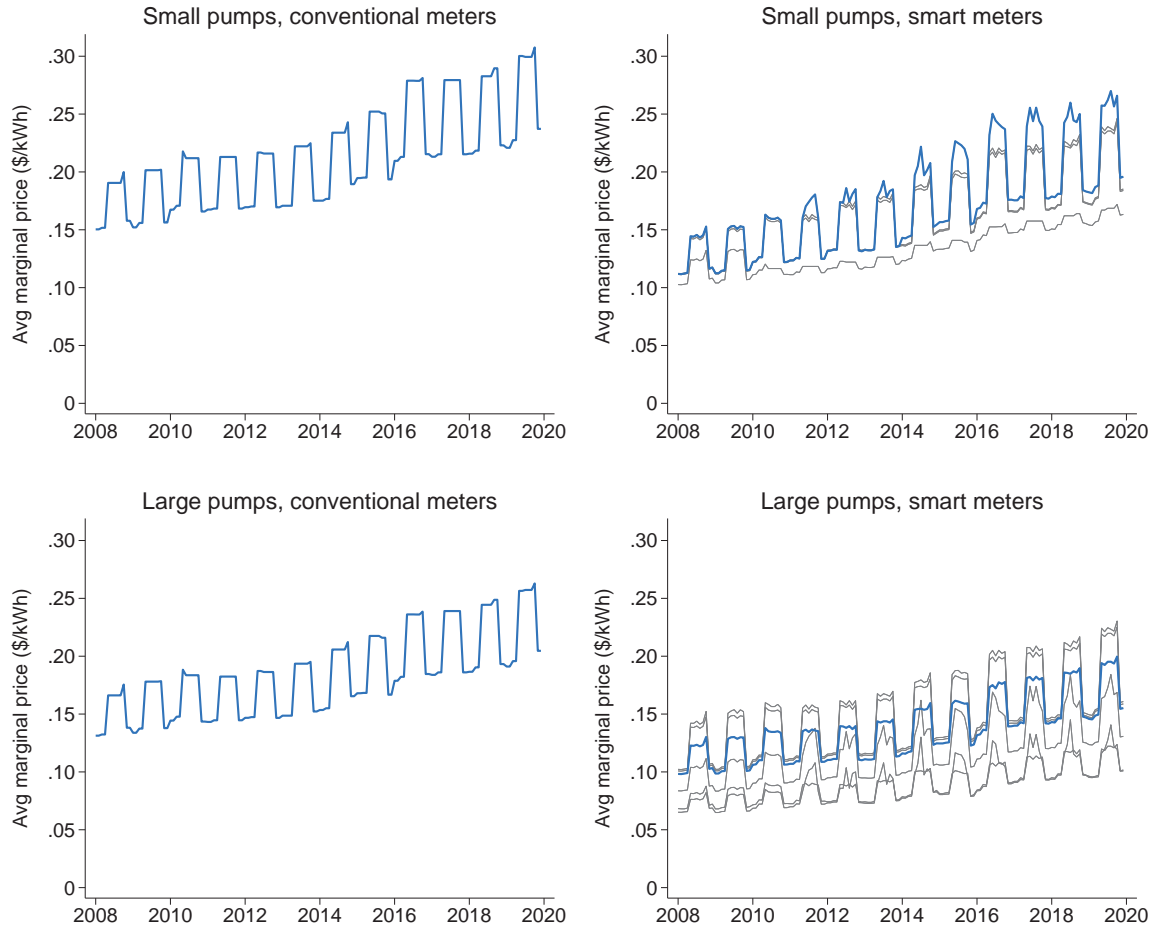 Small pumps, conventional meters
Avg marginal price ($/kWh)
.30
.25
.20
.15
.10
.05
0
2008 2010 2012 2014 2016 2018 2020
Small pumps, smart meters
Avg marginal price ($/kWh)
.30
.25
.20
.15
.10
.05
0
2008 2010 2012 2014 2016 2018 2020
Large pumps, conventional meters
Avg marginal price ($/kWh)
.30
.25
.20
.15
.10
.05
0
2008 2010 2012 2014 2016 2018 2020
Large pumps, smart meters
Avg marginal price ($/kWh)
.30
.25
.20
.15
.10
.05
0
2008 2010 2012 2014 2016 2018 2020